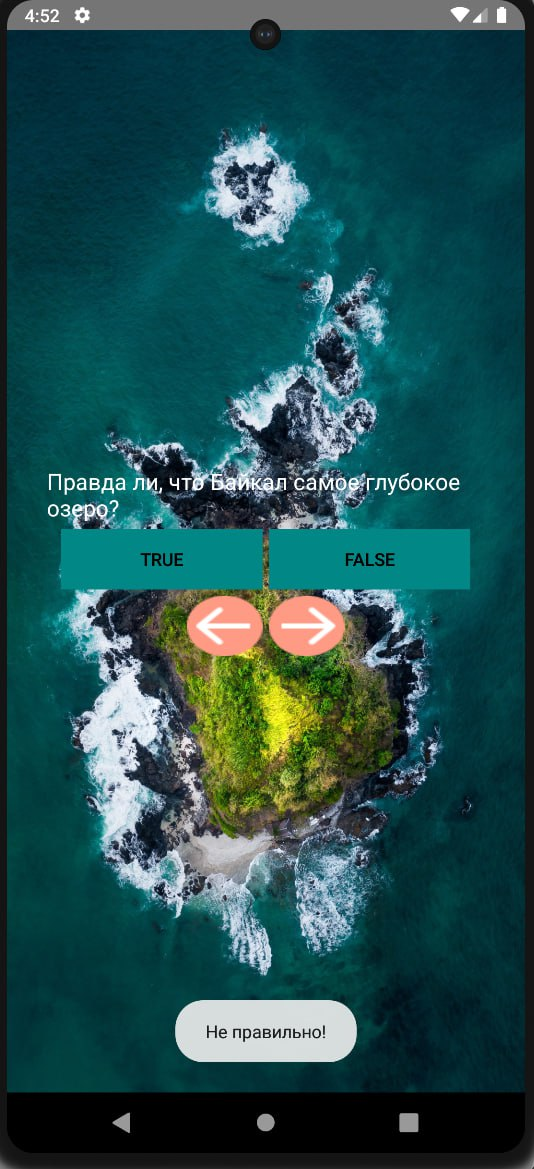 4:52
Правда ли, что Байкал самое глубокое
озеро?
TRUE
FALSE
Не правильно!